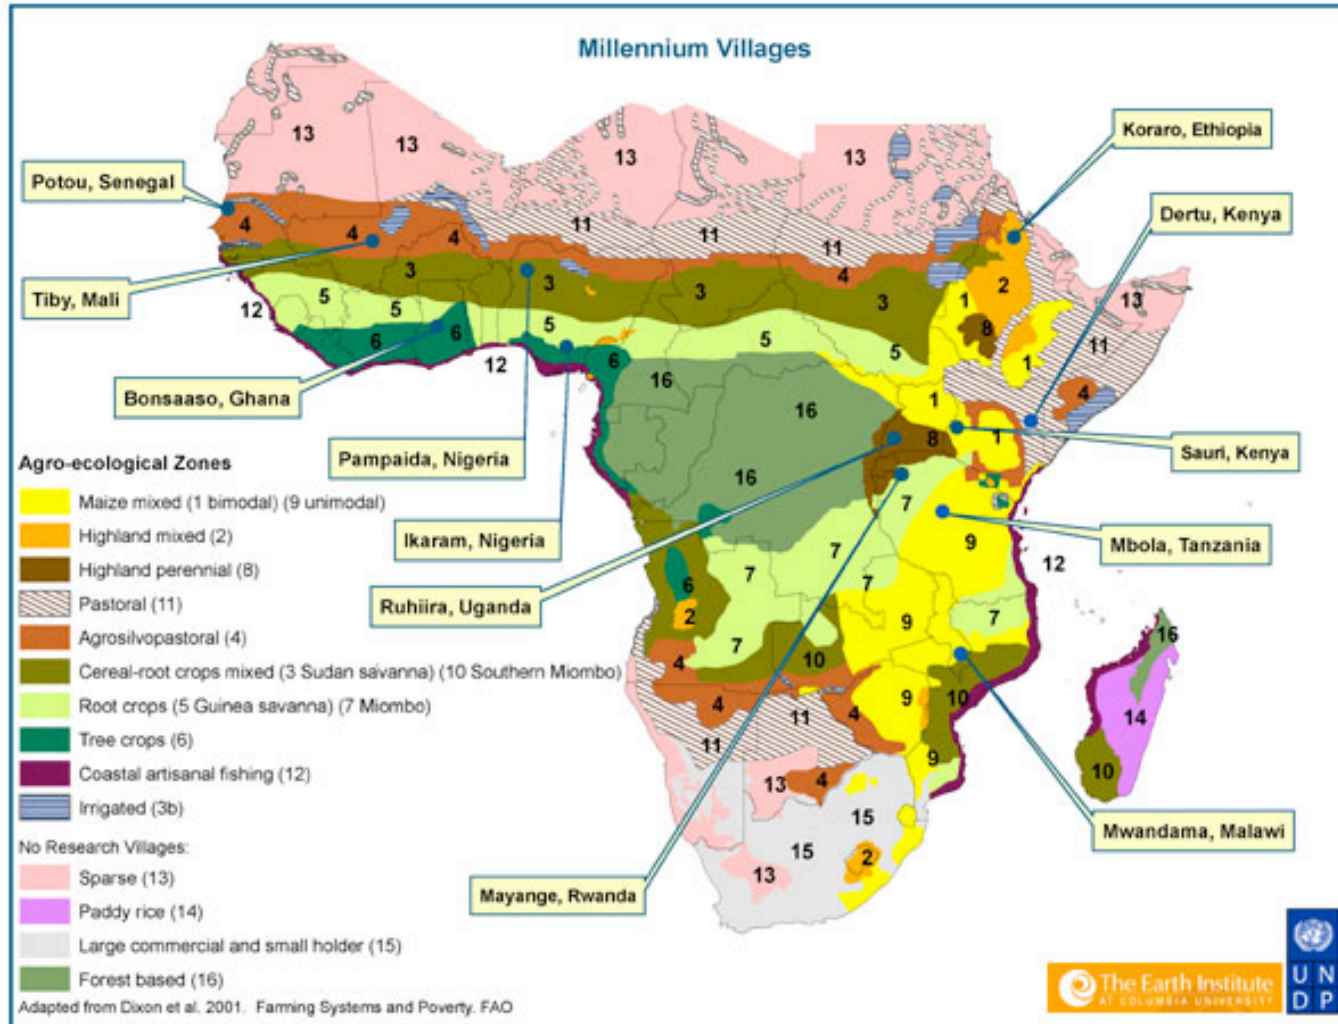 Millennium Villages
Koraro, Ethiopia
Potou, Senegal
Dertu, Kenya
Tiby, Mali
Bonsaaso, Ghana
Pampaida, Nigeria
Sauri, Kenya
Ikaram, Nigeria
Mbola, Tanzania
Ruhiira, Uganda
Mwandama, Malawi
Mayange, Rwanda
13
13
13
13
11
11
11
4
4
4
4
2
13
3
3
3
3
1
8
11
1
5
5
5
5
5
12
6
6
6
12
16
16
16
1
8
1
4
7
9
12
7
7
7
7
6
2
9
7
4
10
10
4
11
4
9
11
9
13
4
15
15
13
2
16
14
10
Agro-ecological Zones
Maize mixed (1 bimodal) (9 unimodal)
Highland mixed (2)
Highland perennial (8)
Pastoral (11)
Agrosilvopastoral (4)
Cereal-root crops mixed (3 Sudan savanna) (10 Southern Miombo)
Root crops (5 Guinea savanna) (7 Miombo)
Tree crops (6)
Coastal artisanal fishing (12)
Irrigated (3b)
No Research Villages:
Sparse (13)
Paddy rice (14)
Large commercial and small holder (15)
Forest based (16)
Adapted from Dixon et al. 2001. Farming Systems and Poverty. FAO
The Earth Institute
AT COLUMBIA UNIVERSITY
U N
D P